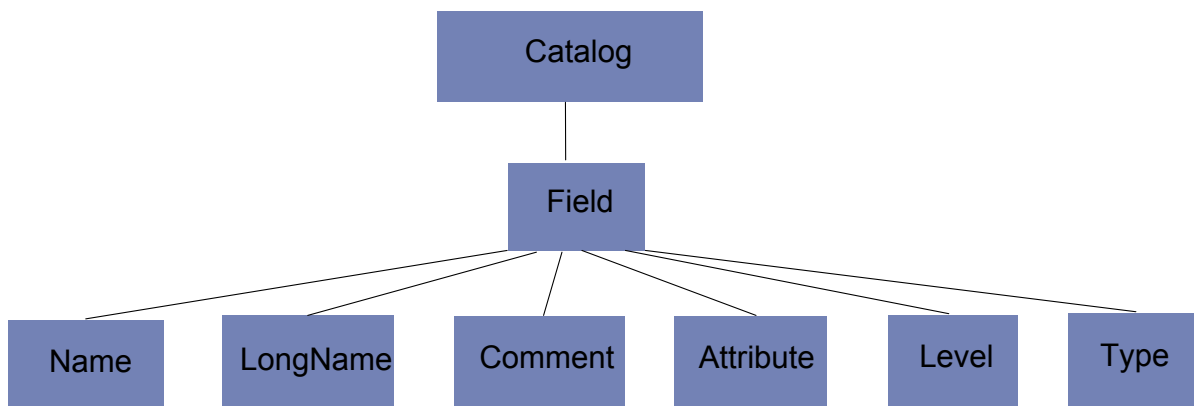 Catalog
Field
Name
LongName
Comment
Attribute
Level
Type